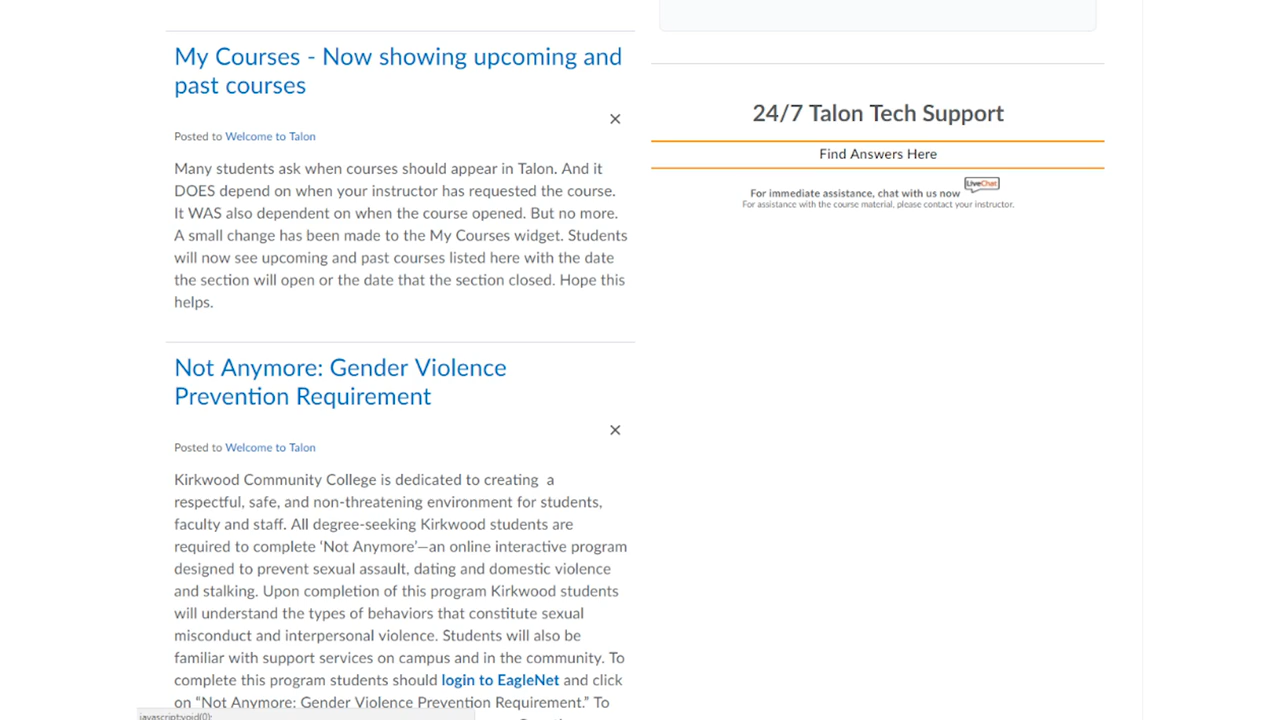 My Courses - Now showing upcoming and
past courses
Posted to Welcome to Talon
Many students ask when courses should appear in Talon. And it
DOES depend on when your instructor has requested the course.
It WAS also dependent on when the course opened. But no more.
A small change has been made to the My Courses widget. Students
will now see upcoming and past courses listed here with the date
the section will open or the date that the section closed. Hope this
helps.
Not Anymore: Gender Violence
Prevention Requirement
Posted to Welcome to Talon
Kirkwood Community College is dedicated to creating  a
respectful, safe, and non-threatening environment for students,
faculty and staff. All degree-seeking Kirkwood students are
required to complete ‘Not Anymore’—an online interactive program
designed to prevent sexual assault, dating and domestic violence
and stalking. Upon completion of this program Kirkwood students
will understand the types of behaviors that constitute sexual
misconduct and interpersonal violence. Students will also be
familiar with support services on campus and in the community. To
complete this program students should login to EagleNet and click
on “Not Anymore: Gender Violence Prevention Requirement.” To
javascript:void(0);
24/7 Talon Tech Support
Find Answers Here
For immediate assistance, chat with us now LiveChat
For assistance with the course material, please contact your instructor.